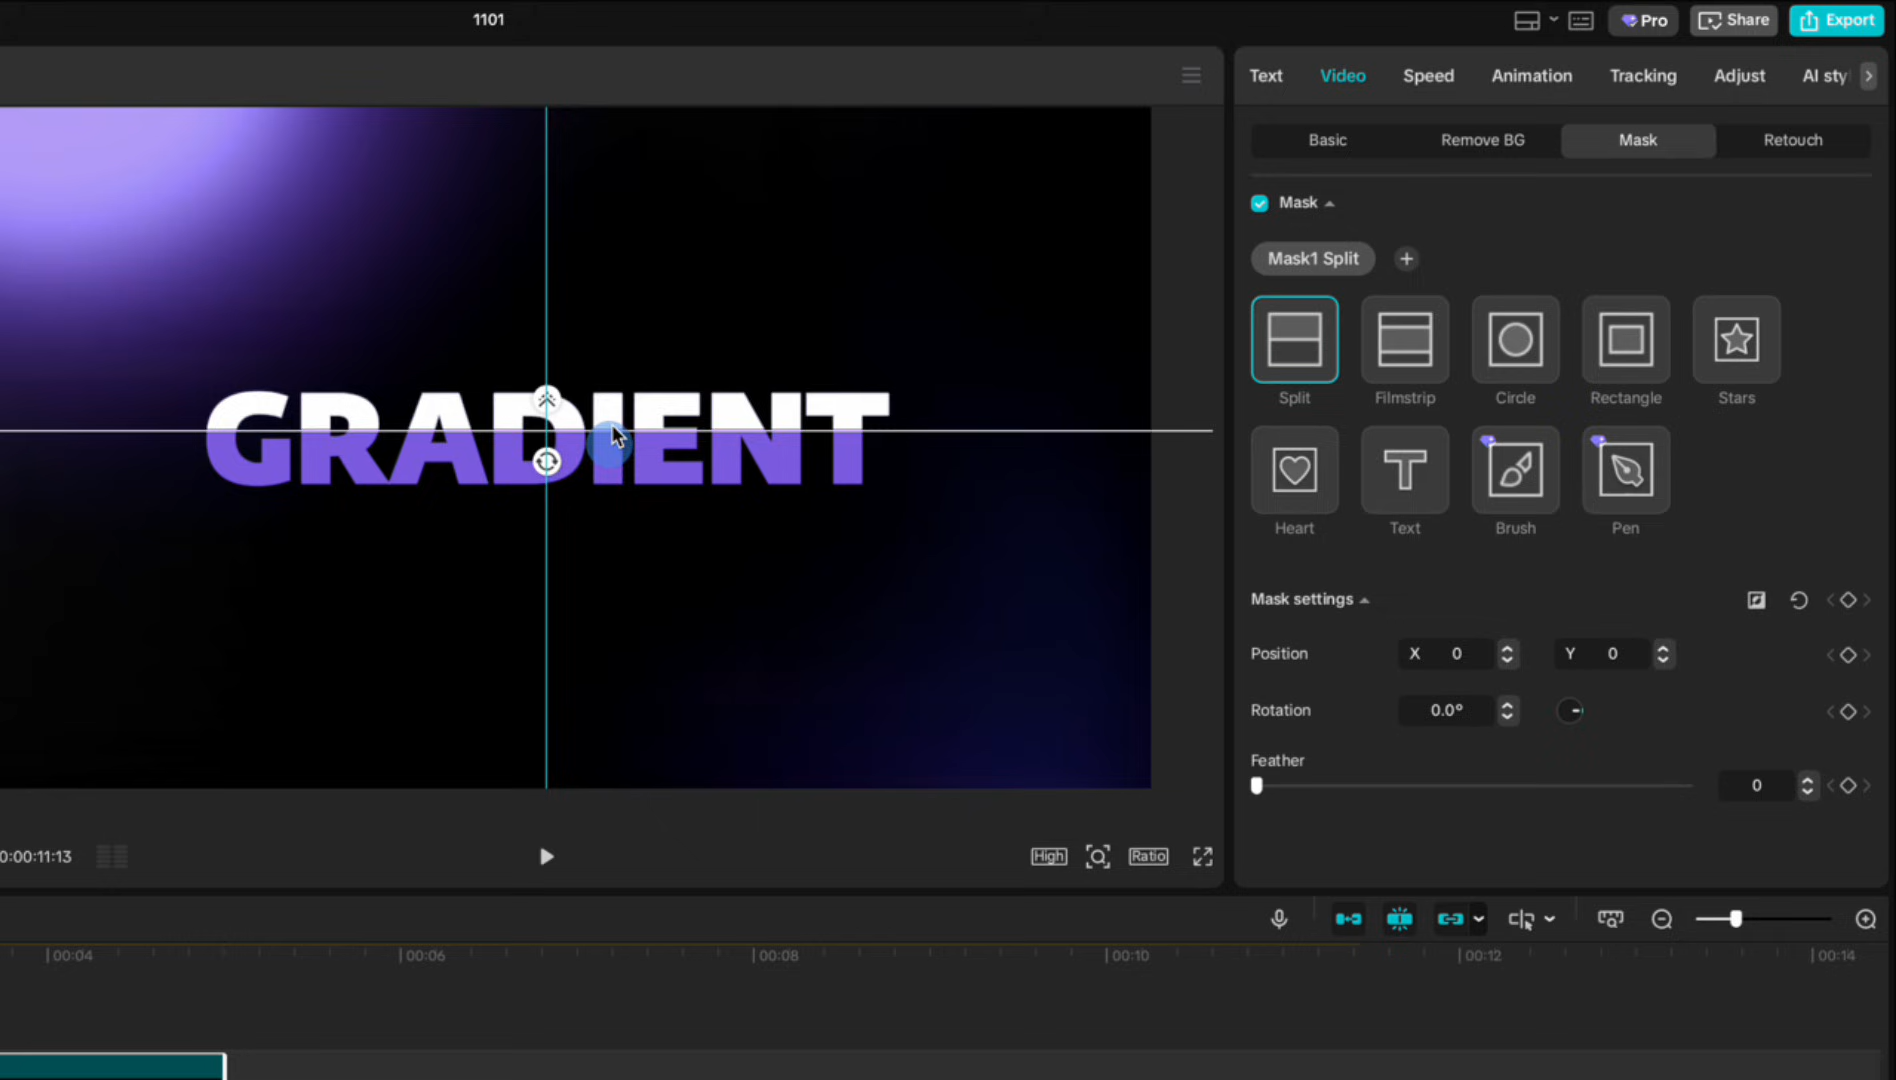 1101
Pro
Share
Export
Text Video Speed Animation Tracking Adjust AI sty
Basic Remove BG Mask Retouch
Mask
Mask1 Split +
Split Filmstrip Circle Rectangle Stars
Heart Text Brush Pen
GRADIENT
Mask settings
Position X 0 Y 0
Rotation 0.0°
Feather
0
0:00:11:13
High Ratio
00:04 00:06 00:08 00:10 00:12 00:14